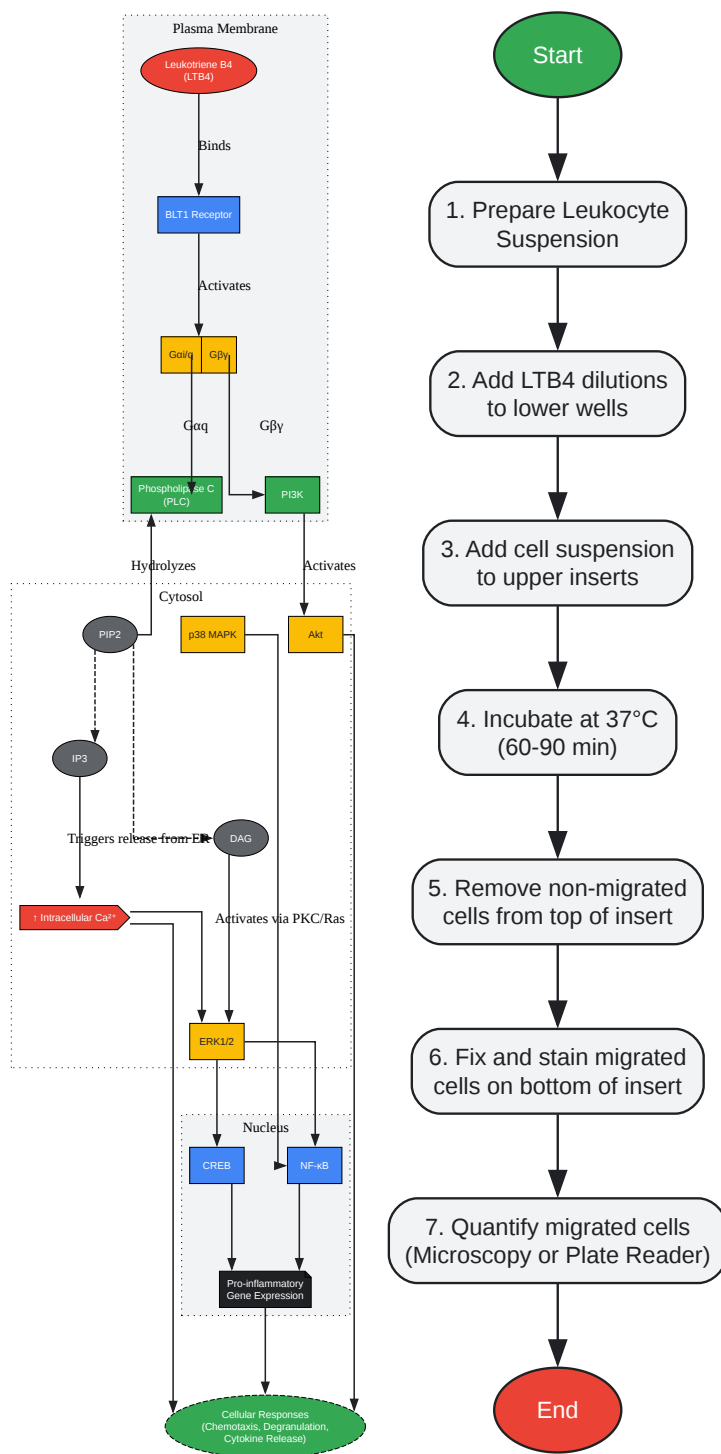 Plasma Membrane
Leukotriene B4
(LTB4)
Binds
BLT1 Receptor
Activates
Gαi/q
Gβγ
Gαq
Gβγ
Phospholipase C
(PLC)
PI3K
Hydrolyzes
Activates
Cytosol
PIP2
p38 MAPK
Akt
IP3
Triggers release from ER
DAG
↑ Intracellular Ca²⁺
Activates via PKC/Ras
ERK1/2
Nucleus
CREB
NF-κB
Pro-inflammatory
Gene Expression
Cellular Responses
(Chemotaxis, Degranulation,
Cytokine Release)
Start
1. Prepare Leukocyte
Suspension
2. Add LTB4 dilutions
to lower wells
3. Add cell suspension
to upper inserts
4. Incubate at 37°C
(60-90 min)
5. Remove non-migrated
cells from top of insert
6. Fix and stain migrated
cells on bottom of insert
7. Quantify migrated cells
(Microscopy or Plate Reader)
End